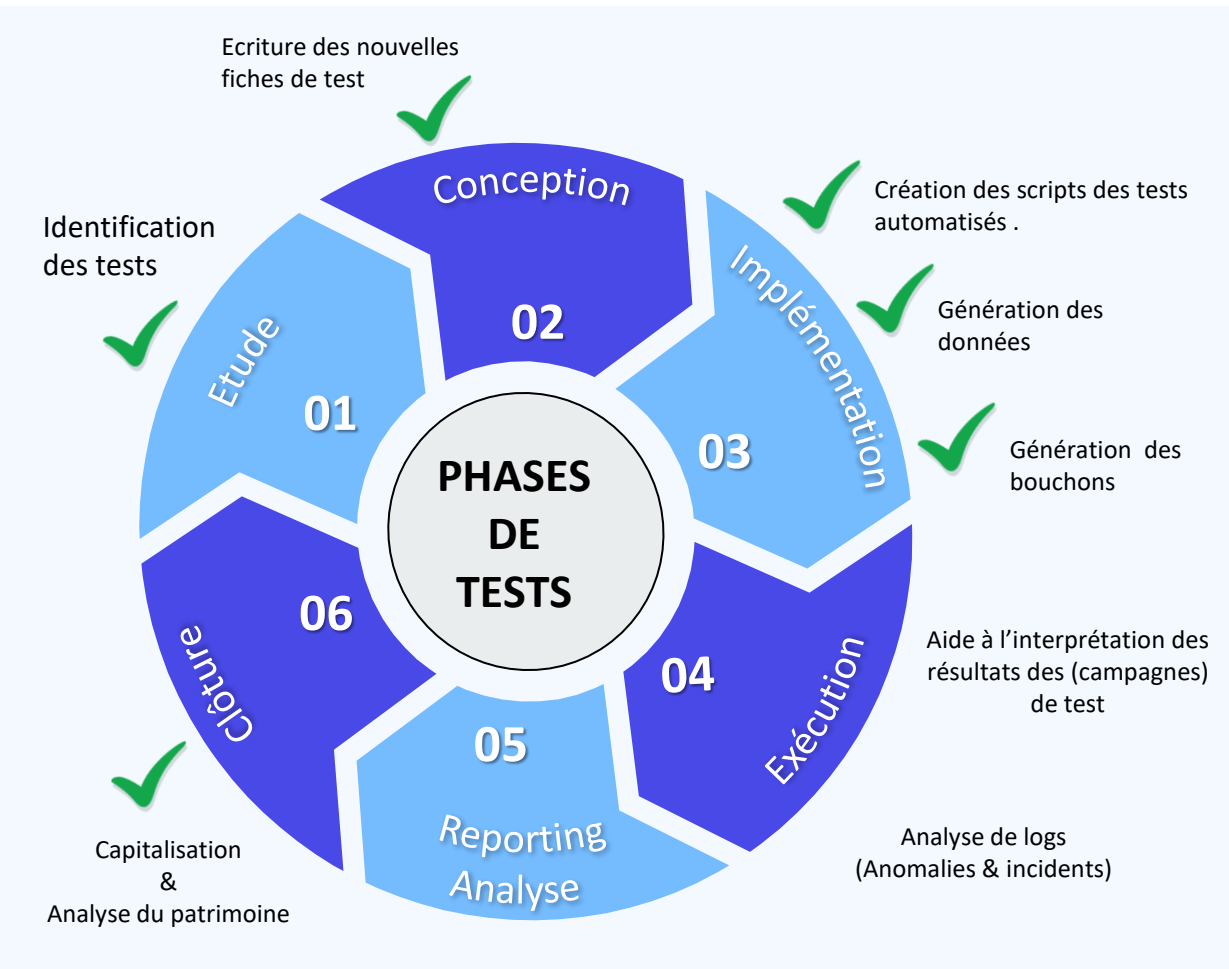 Ecriture des nouvelles
fiches de test
Conception
02
Identification
des tests
Etude
01
Création des scripts des tests
automatisés .
Implémentation
03
Génération des
données
Génération  des
bouchons
PHASES
DE
TESTS
Aide à l’interprétation des
résultats des (campagnes)
de test
Exécution
04
Analyse de logs
(Anomalies & incidents)
05
Reporting
Analyse
06
Clôture
Capitalisation
&
Analyse du patrimoine